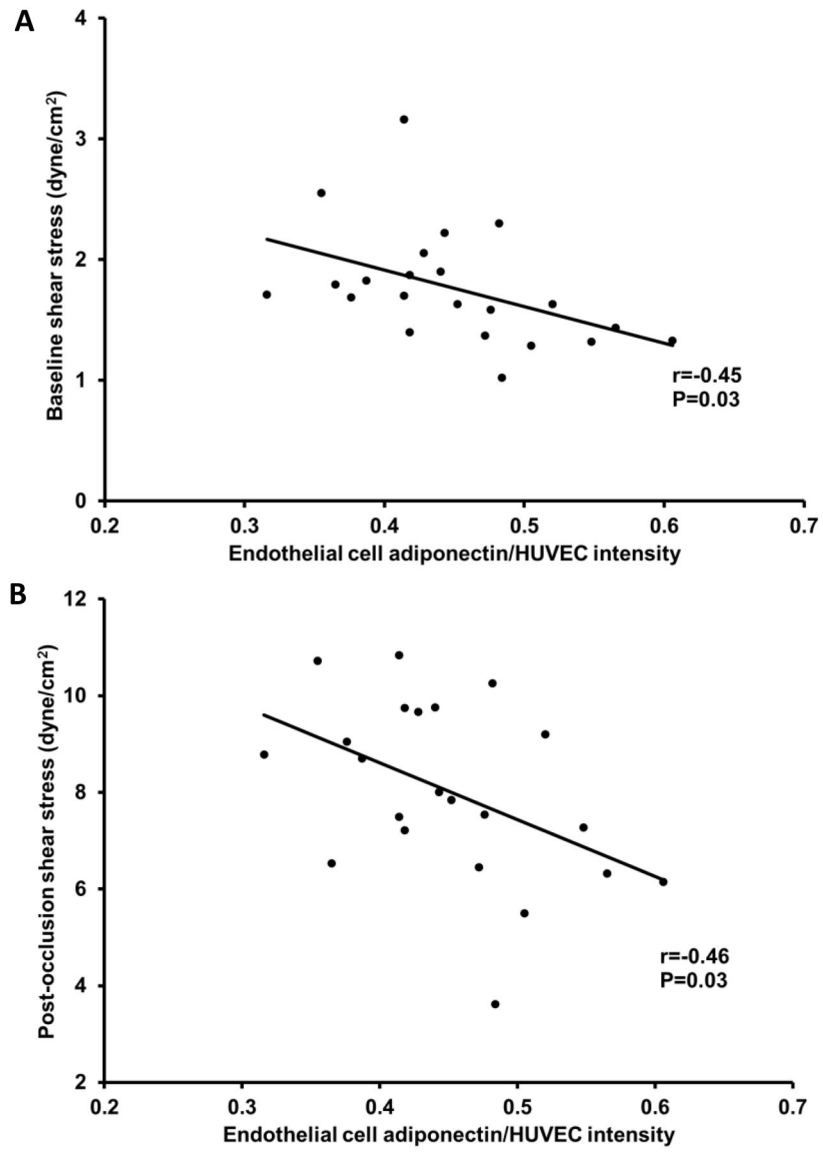 A
4
3
2
1
0
Baseline shear stress (dyne/cm²)
0.2 0.3 0.4 0.5 0.6 0.7
Endothelial cell adiponectin/HUVEC intensity
r=-0.45
P=0.03
B
12
10
8
6
4
2
Post-occlusion shear stress (dyne/cm²)
0.2 0.3 0.4 0.5 0.6 0.7
Endothelial cell adiponectin/HUVEC intensity
r=-0.46
P=0.03